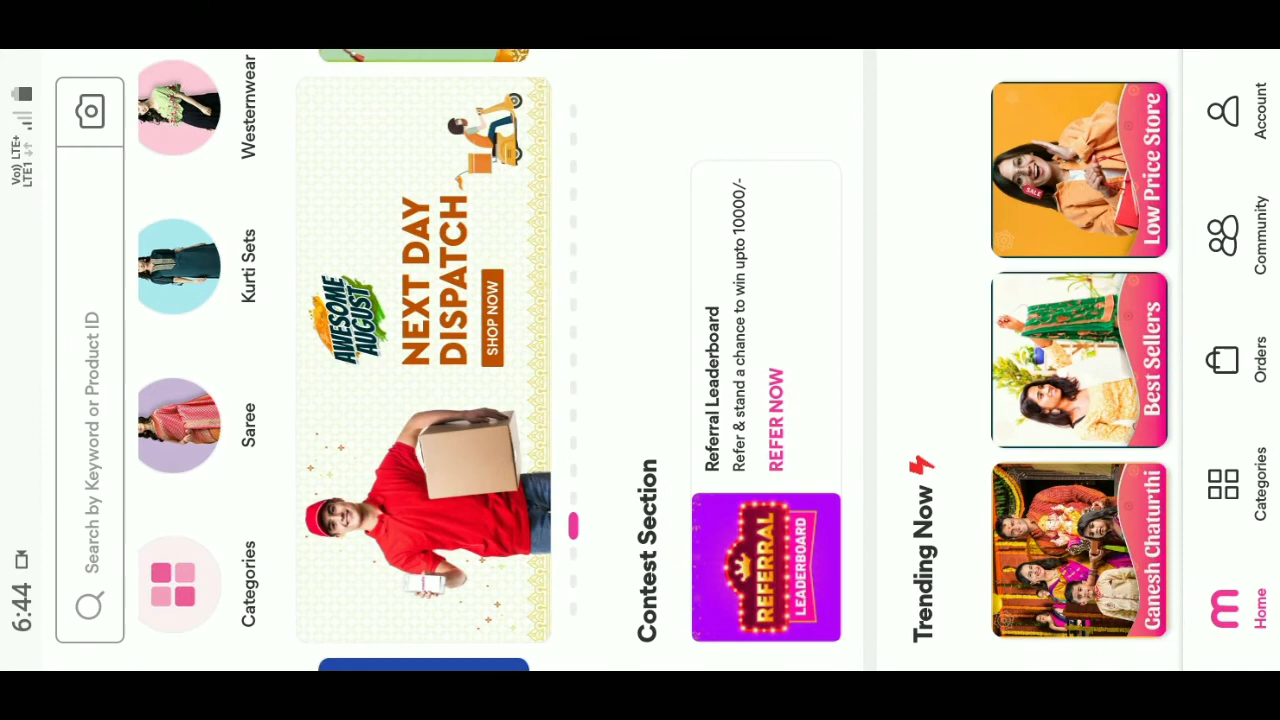 6:44
Vo)) LTE+
LTE1
Search by Keyword or Product ID
Categories
Saree
Kurti Sets
Westernwear
AWESOME
AUGUST
NEXT DAY
DISPATCH
SHOP NOW
Contest Section
REFERRAL
LEADERBOARD
Referral Leaderboard
Refer & stand a chance to win upto 10000/-
REFER NOW
Trending Now
Ganesh Chaturthi
Best Sellers
SALE
Low Price Store
m
Home
Categories
Orders
Community
Account